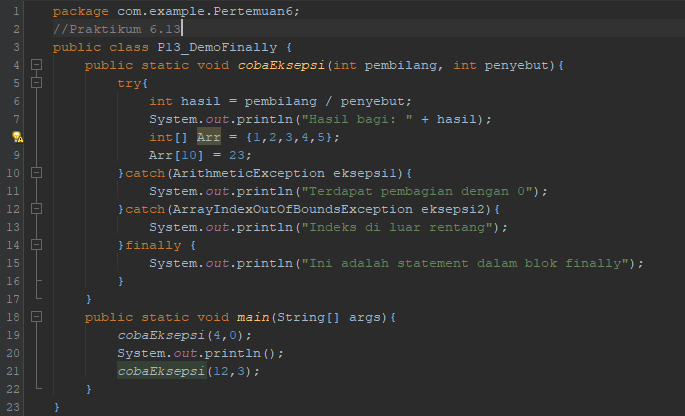 1 package com.example.Pertemuan6;
2 //Praktikum 6.13
3 public class P13_DemoFinally {
4     public static void cobaEksepsi(int pembilang, int penyebut){
5         try{
6             int hasil = pembilang / penyebut;
7             System.out.println("Hasil bagi: " + hasil);
8             int[] Arr = {1,2,3,4,5};
9             Arr[10] = 23;
10         }catch(ArithmeticException eksepsi1){
11             System.out.println("Terdapat pembagian dengan 0");
12         }catch(ArrayIndexOutOfBoundsException eksepsi2){
13             System.out.println("Indeks di luar rentang");
14         }finally {
15             System.out.println("Ini adalah statement dalam blok finally");
16         }
17     }
18     public static void main(String[] args){
19         cobaEksepsi(4,0);
20         System.out.println();
21         cobaEksepsi(12,3);
22     }
23 }